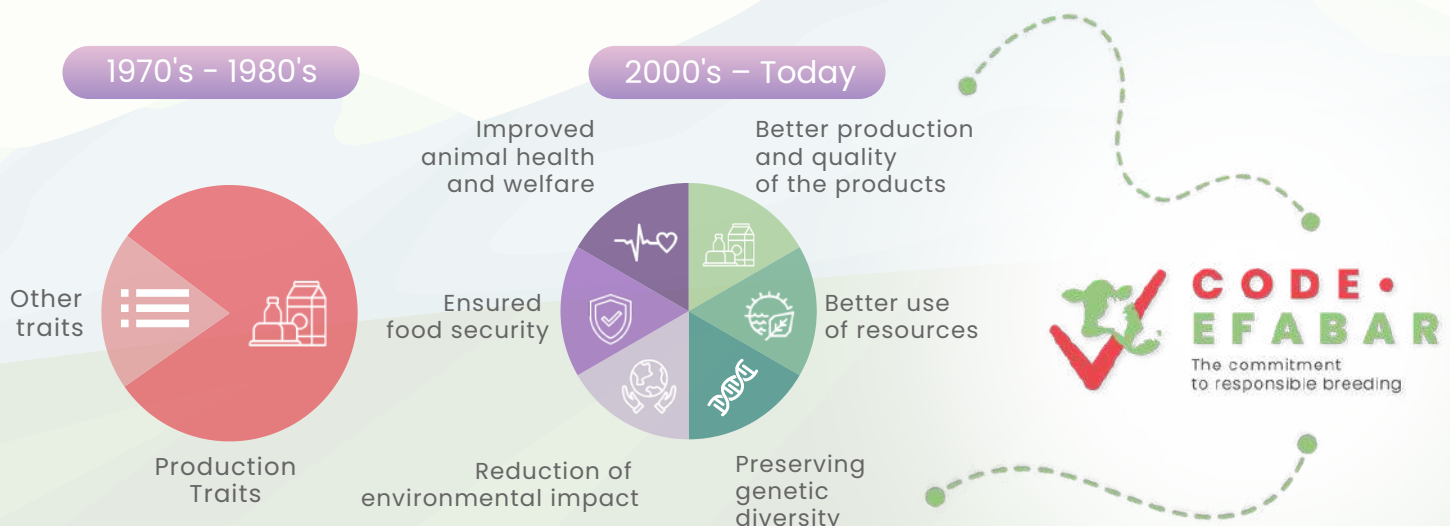 1970's - 1980's
Other
traits
Production
Traits
2000's – Today
Improved
animal health
and welfare
Better production
and quality
of the products
Ensured
food security
Better use
of resources
Reduction of
environmental impact
Preserving
genetic
diversity
CODE•
EFABAR
The commitment
to responsible breeding